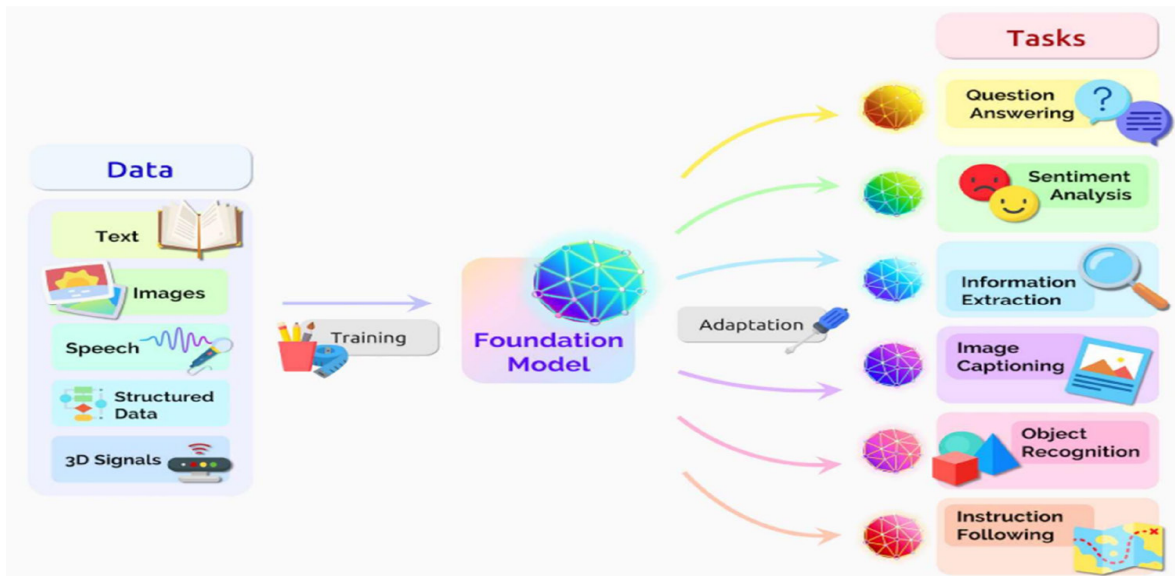 Data
Text
Images
Speech
Structured
Data
3D Signals
Training
Foundation
Model
Adaptation
Tasks
Question
Answering
?
Sentiment
Analysis
Information
Extraction
Image
Captioning
Object
Recognition
Instruction
Following